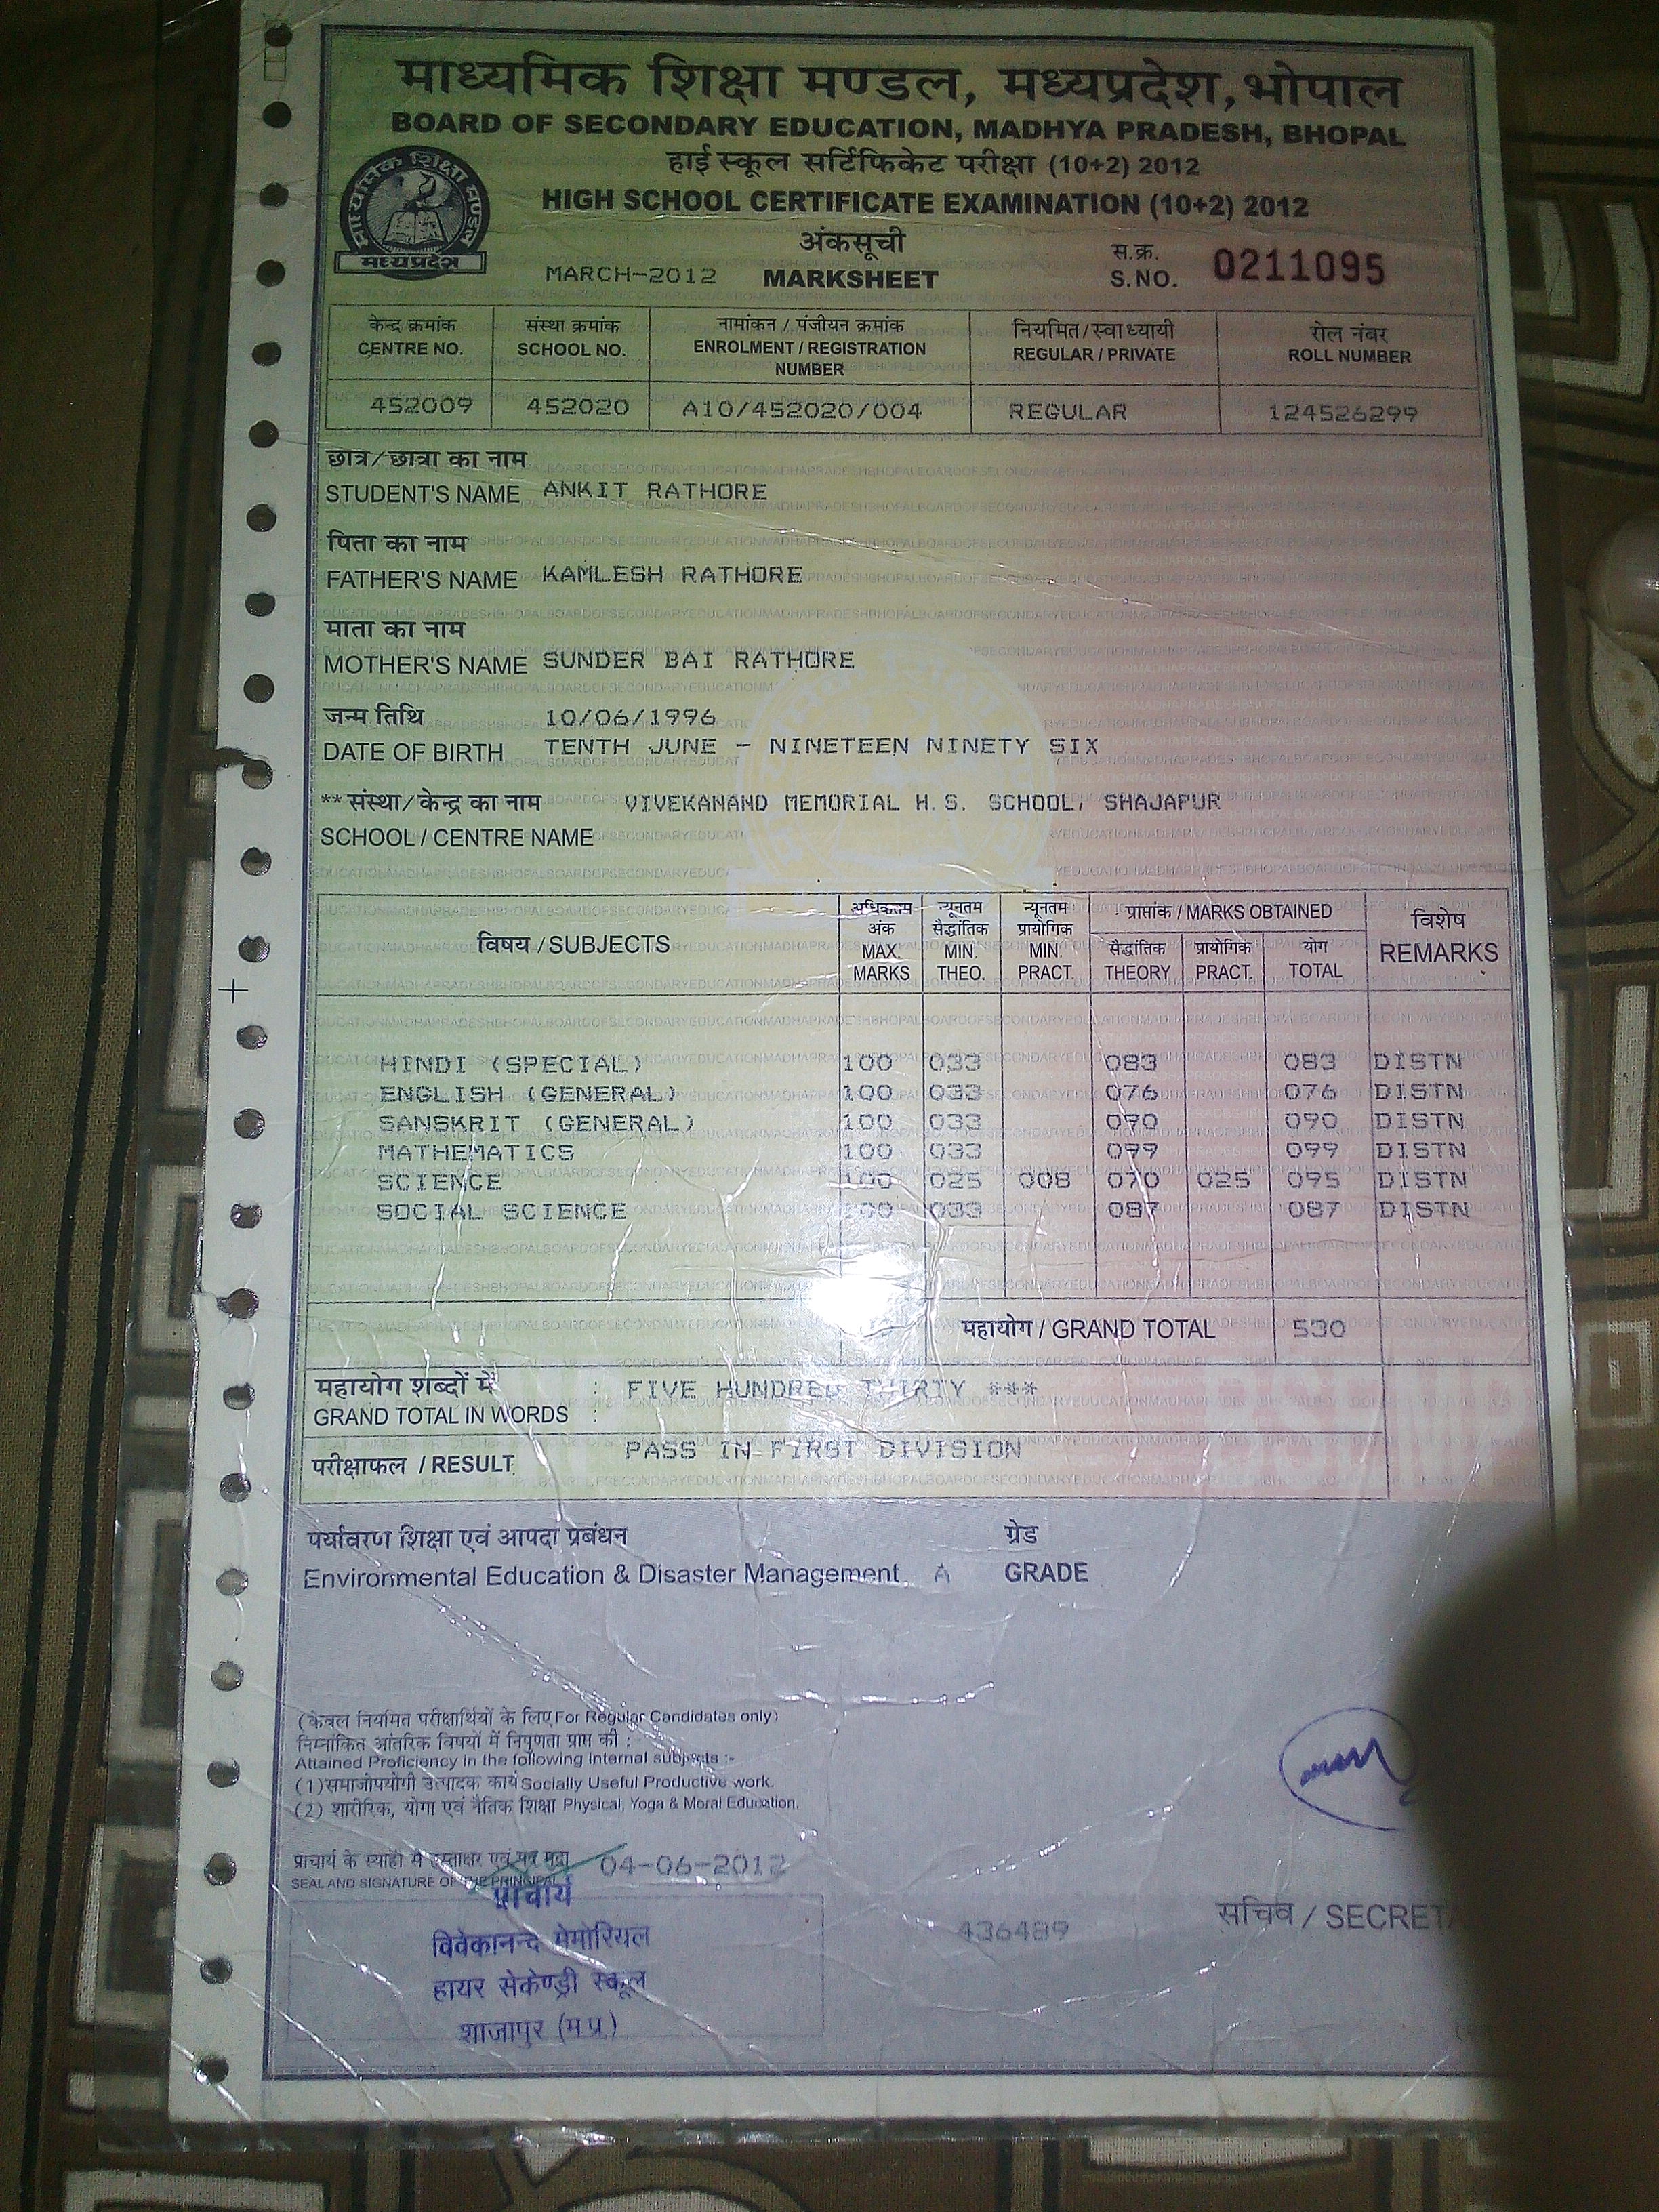 माध्यमिक शिक्षा मण्डल, मध्यप्रदेश, भोपाल
BOARD OF SECONDARY EDUCATION, MADHYA PRADESH, BHOPAL
हाई स्कूल सर्टिफिकेट परीक्षा (10+2) 2012
HIGH SCHOOL CERTIFICATE EXAMINATION (10+2) 2012
माध्यमिक शिक्षा मण्डल
मध्यप्रदेश
अंकसूची
MARCH-2012 MARKSHEET
स.क्र.
S.NO. 0211095
केन्द्र क्रमांक संस्था क्रमांक नामांकन / पंजीयन क्रमांक नियमित/स्वाध्यायी रोल नंबर
CENTRE NO. SCHOOL NO. ENROLMENT / REGISTRATION NUMBER REGULAR / PRIVATE ROLL NUMBER
452009 452020 A10/452020/004 REGULAR 124526299
छात्र/छात्रा का नाम
STUDENT'S NAME ANKIT RATHORE
पिता का नाम
FATHER'S NAME KAMLESH RATHORE
माता का नाम
MOTHER'S NAME SUNDER BAI RATHORE
जन्म तिथि 10/06/1996
DATE OF BIRTH TENTH JUNE - NINETEEN NINETY SIX
** संस्था/केन्द्र का नाम VIVEKANAND MEMORIAL H.S. SCHOOL, SHAJAPUR
SCHOOL / CENTRE NAME
विषय / SUBJECTS अधिकतम अंक MAX. MARKS न्यूनतम सैद्धांतिक MIN. THEO. न्यूनतम प्रायोगिक MIN. PRACT. प्राप्तांक / MARKS OBTAINED विशेष REMARKS
सैद्धांतिक THEORY प्रायोगिक PRACT. योग TOTAL
HINDI (SPECIAL) 100 033 083 083 DISTN
ENGLISH (GENERAL) 100 033 076 076 DISTN
SANSKRIT (GENERAL) 100 033 090 090 DISTN
MATHEMATICS 100 033 099 099 DISTN
SCIENCE 100 025 008 070 025 095 DISTN
SOCIAL SCIENCE 100 033 087 087 DISTN
महायोग / GRAND TOTAL 530
महायोग शब्दों में : FIVE HUNDRED THIRTY ***
GRAND TOTAL IN WORDS :
परीक्षाफल / RESULT PASS IN FIRST DIVISION
पर्यावरण शिक्षा एवं आपदा प्रबंधन ग्रेड
Environmental Education & Disaster Management A GRADE
(केवल नियमित परीक्षार्थियों के लिए For Regular Candidates only)
निम्नांकित आंतरिक विषयों में निपुणता प्राप्त की :
Attained Proficiency in the following internal subjects :-
(1) समाजोपयोगी उत्पादक कार्य Socially Useful Productive work.
(2) शारीरिक, योगा एवं नैतिक शिक्षा Physical, Yoga & Moral Education.
प्राचार्य के स्याही से हस्ताक्षर एवं पद मुद्रा 04-06-2012
SEAL AND SIGNATURE OF THE PRINCIPAL
प्राचार्य
विवेकानन्द मेमोरियल
हायर सेकेण्ड्री स्कूल
शाजापुर (म.प्र.)
436489
सचिव / SECRETA